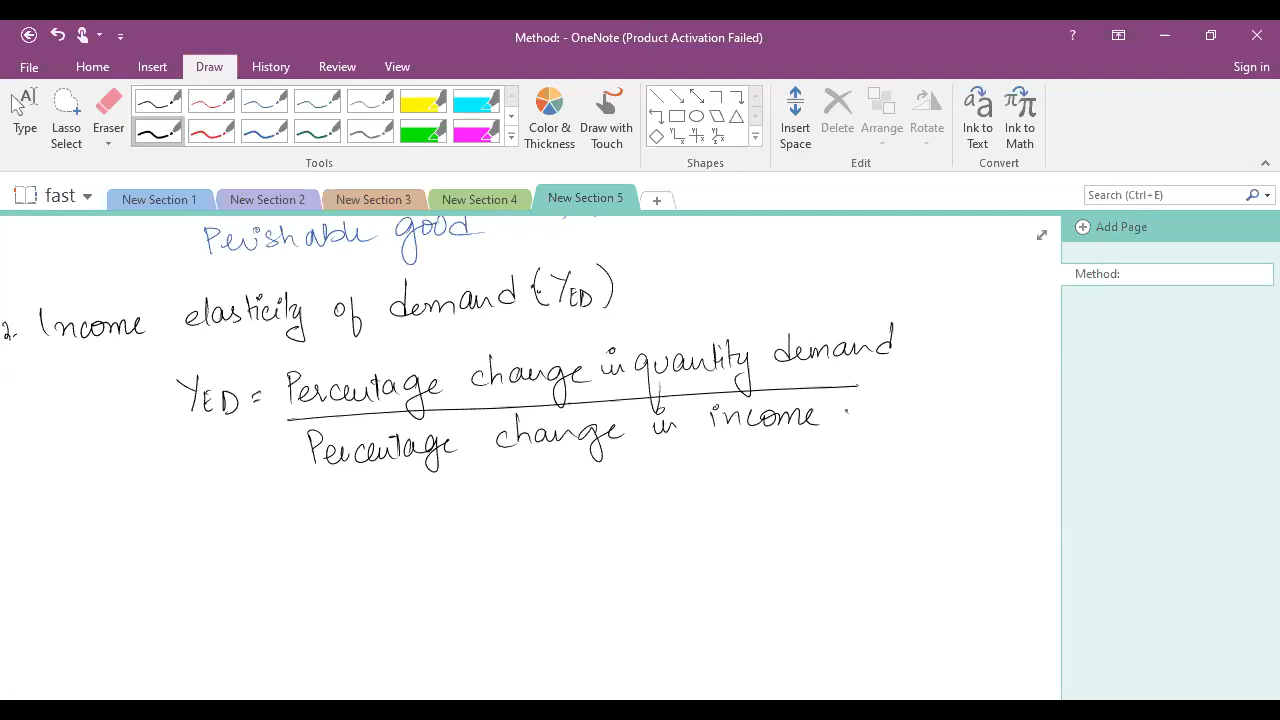 Method: - OneNote (Product Activation Failed)
?
File Home Insert Draw History Review View Sign in
Type
Lasso Select
Eraser
Color & Thickness
Draw with Touch
Insert Space
Delete
Arrange
Rotate
Ink to Text
Ink to Math
Tools Shapes Edit Convert
fast New Section 1 New Section 2 New Section 3 New Section 4 New Section 5 + Search (Ctrl+E)
Add Page
Method:
Perishable good
2. Income elasticity of demand (YED)
YED = Percentage change in quantity demand
Percentage change in income